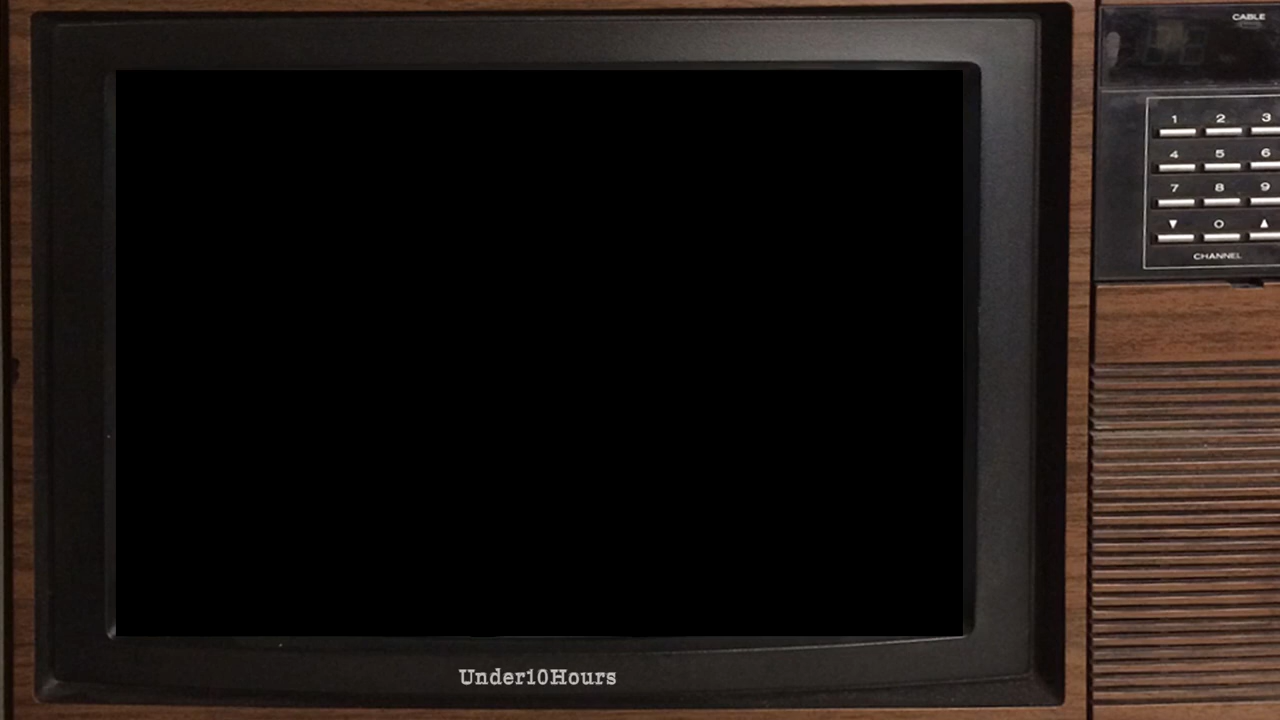 CABLE
1 2 3
4 5 6
7 8 9
▼ 0 ▲
CHANNEL
Under10Hours